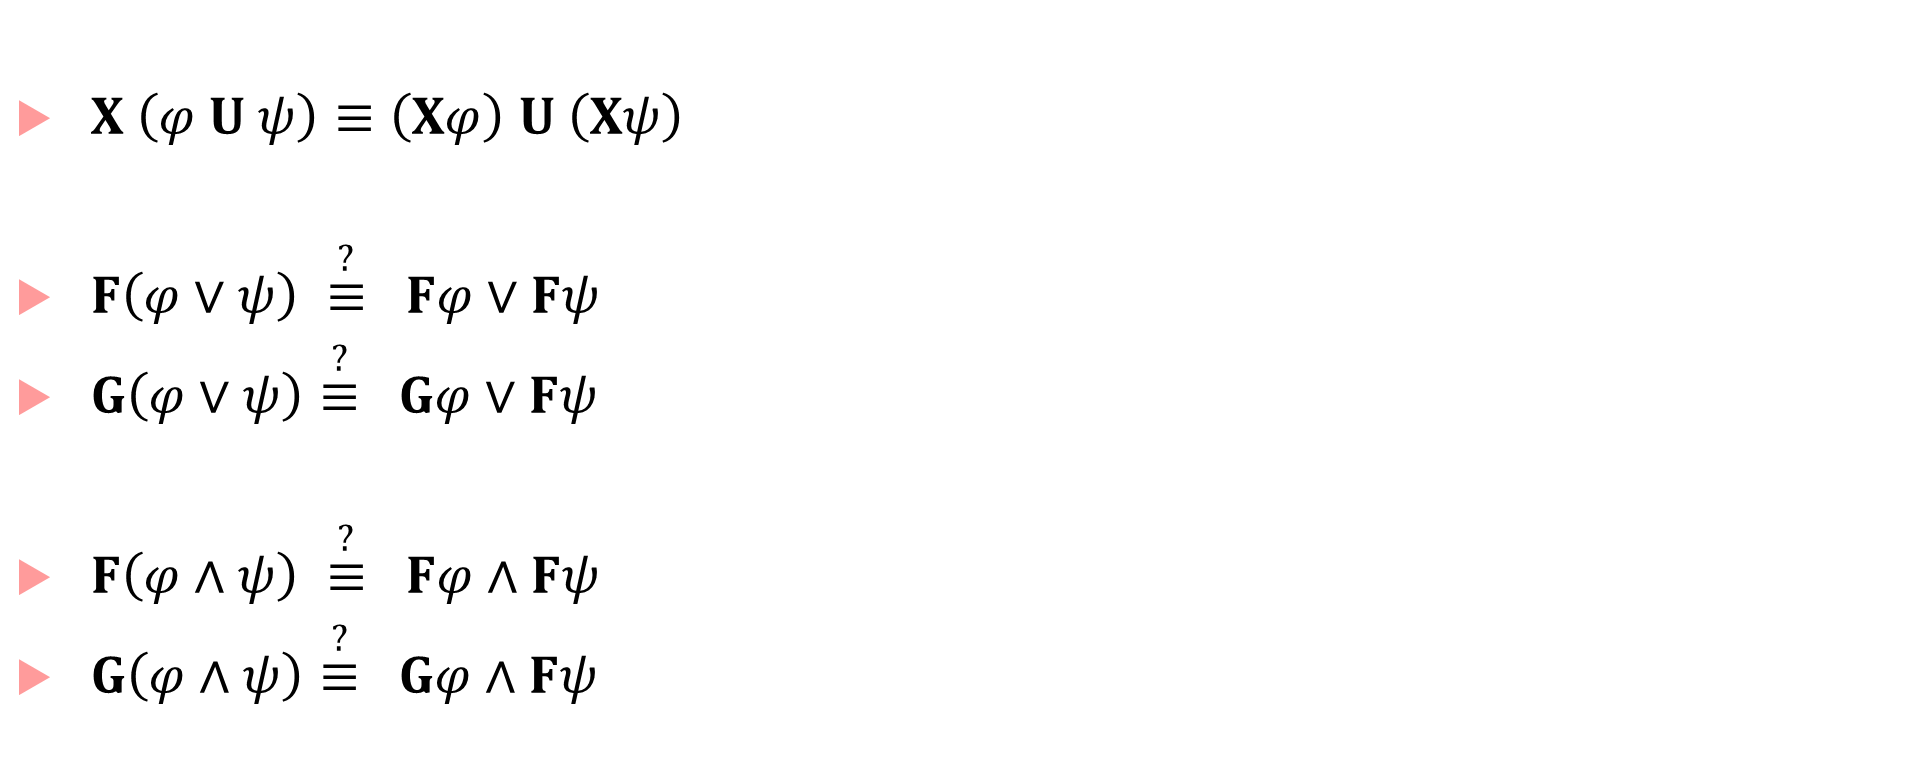 ▶ X (φ U ψ) ≡ (Xφ) U (Xψ)
▶ F(φ ∨ ψ) ≟ Fφ ∨ Fψ
▶ G(φ ∨ ψ) ≟ Gφ ∨ Fψ
▶ F(φ ∧ ψ) ≟ Fφ ∧ Fψ
▶ G(φ ∧ ψ) ≟ Gφ ∧ Fψ